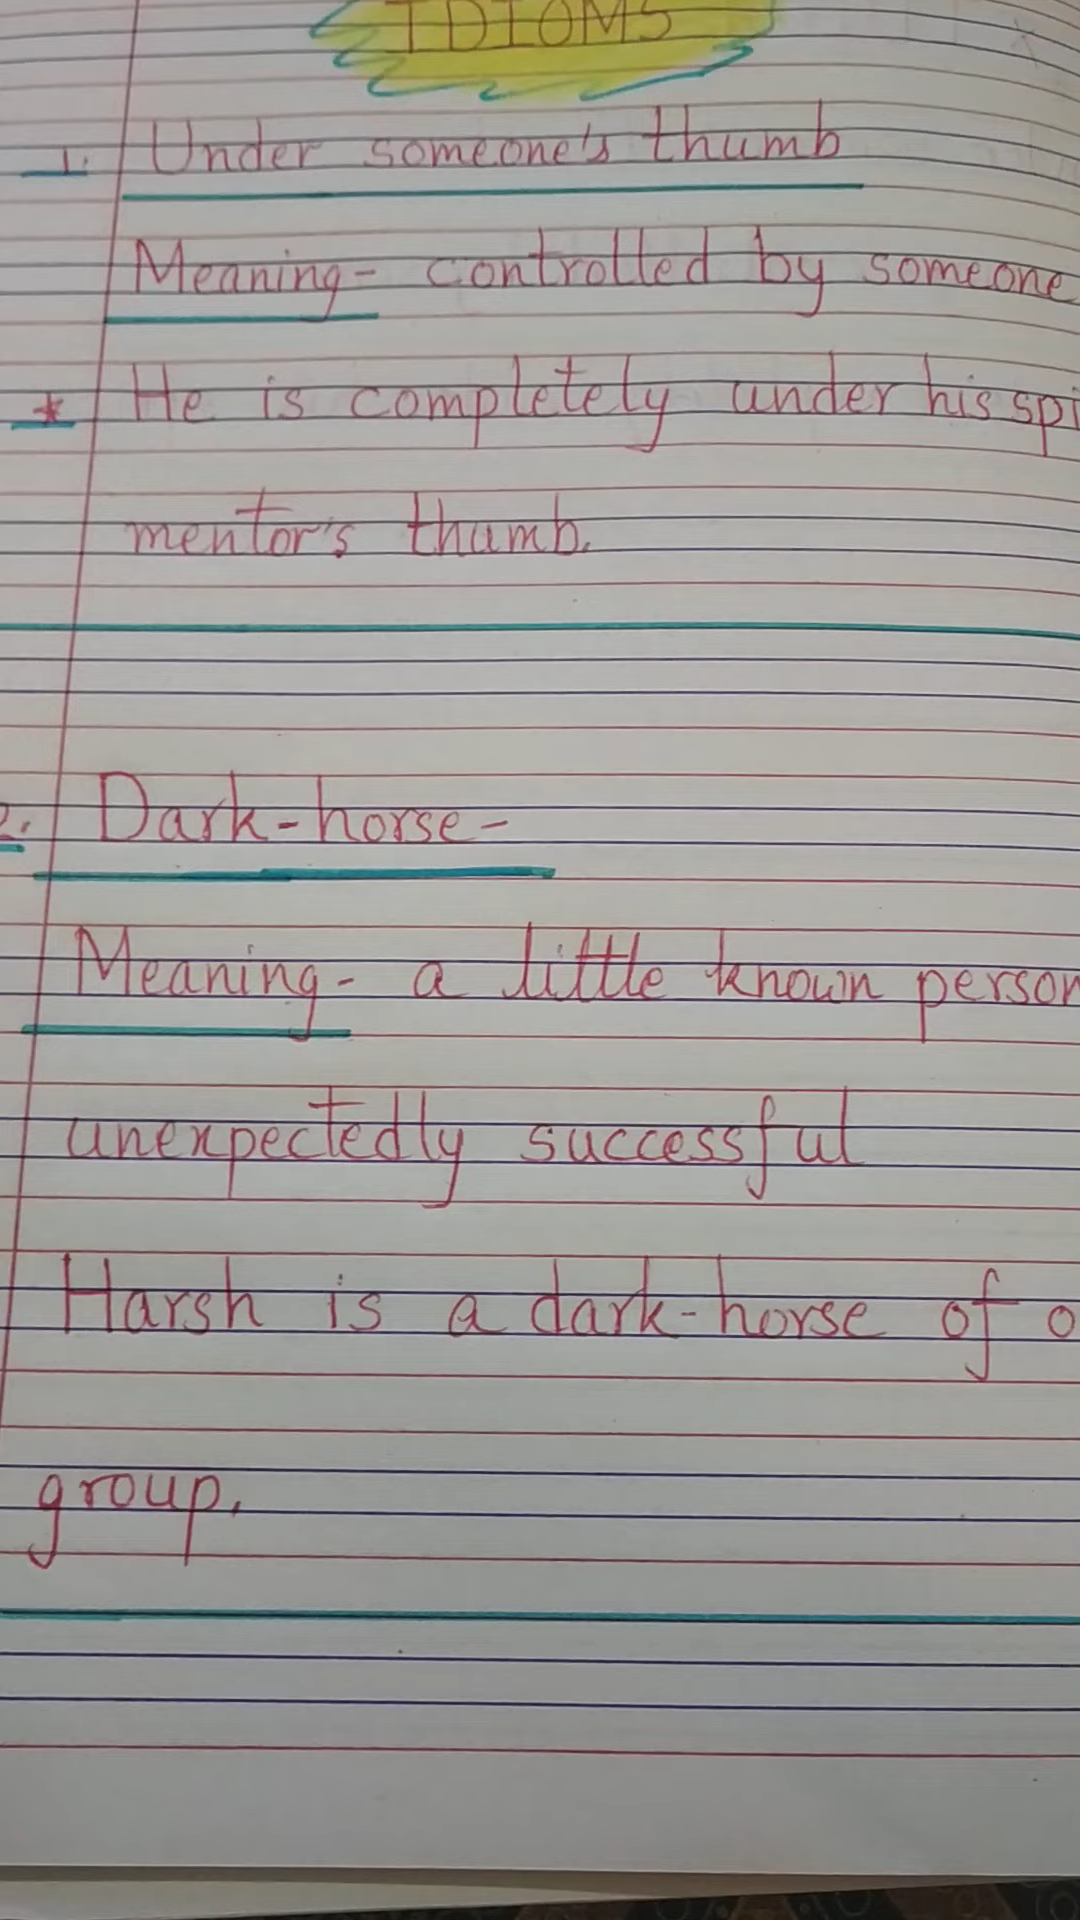 IDIOMS
1. Under someone's thumb
Meaning- controlled by someone
* He is completely under his spi
mentor's thumb.
2. Dark-horse-
Meaning- a little known person
unexpectedly successful
Harsh is a dark-horse of o
group.